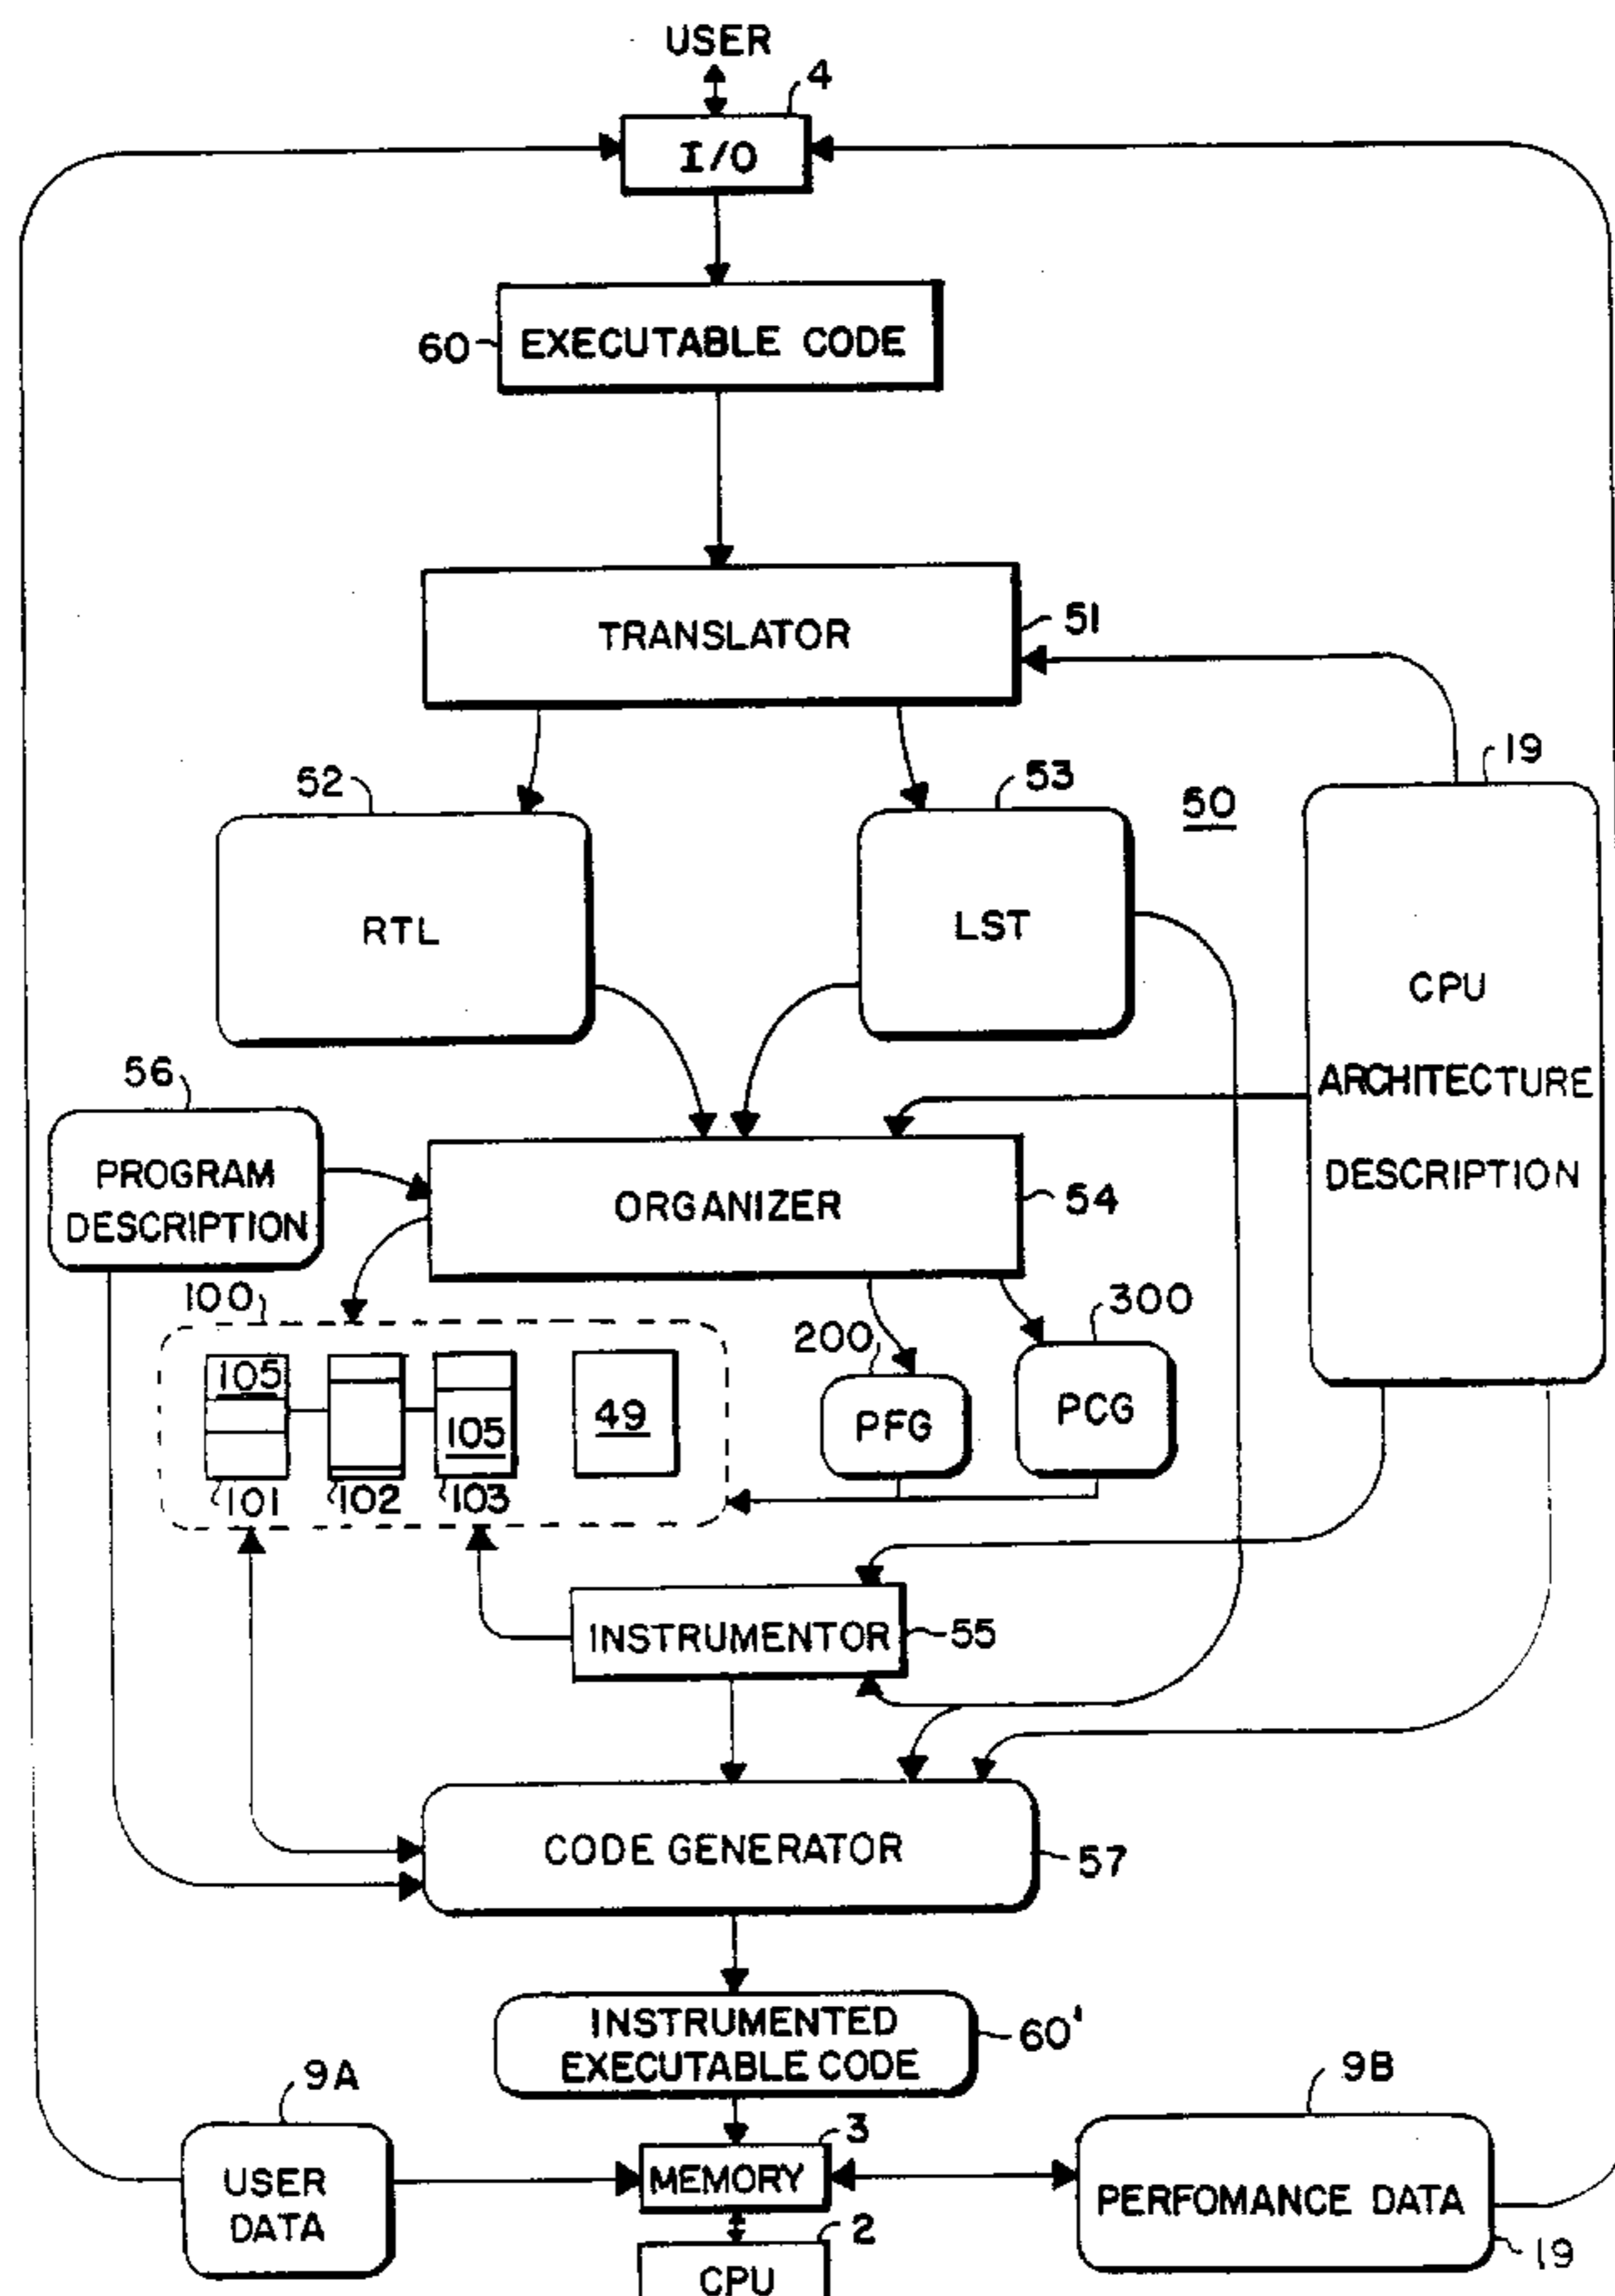 USER
4
I/O
60
EXECUTABLE CODE
TRANSLATOR
51
52
53
50
19
RTL
LST
CPU
ARCHITECTURE
DESCRIPTION
56
PROGRAM
DESCRIPTION
ORGANIZER
54
100
200
300
105
105
49
PFG
PCG
101
102
103
INSTRUMENTOR
55
CODE GENERATOR
57
INSTRUMENTED
EXECUTABLE CODE
60'
9A
3
9B
USER
DATA
MEMORY
PERFOMANCE DATA
2
19
CPU